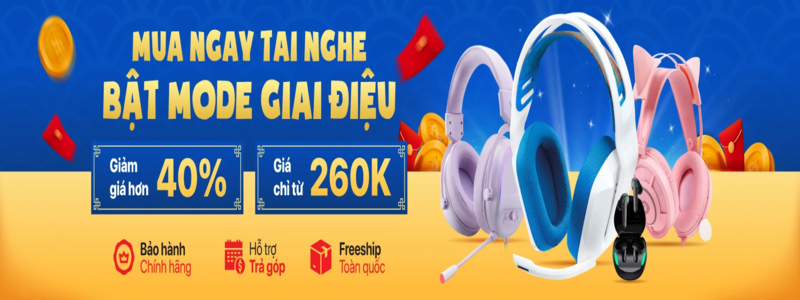 MUA NGAY TAI NGHE
BẬT MODE GIAI ĐIỆU
Giảm
giá hơn
40%
Giá
chỉ từ
260K
Bảo hành
Chính hãng
Hỗ trợ
Trả góp
Freeship
Toàn quốc